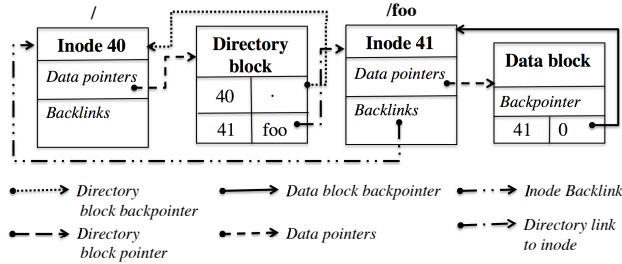 /
/foo
Inode 40
Data pointers
Backlinks
Directory
block
40 .
41 foo
Inode 41
Data pointers
Backlinks
Data block
Backpointer
41 0
Directory
block backpointer
Data block backpointer
Inode Backlink
Directory
block pointer
Data pointers
Directory link
to inode